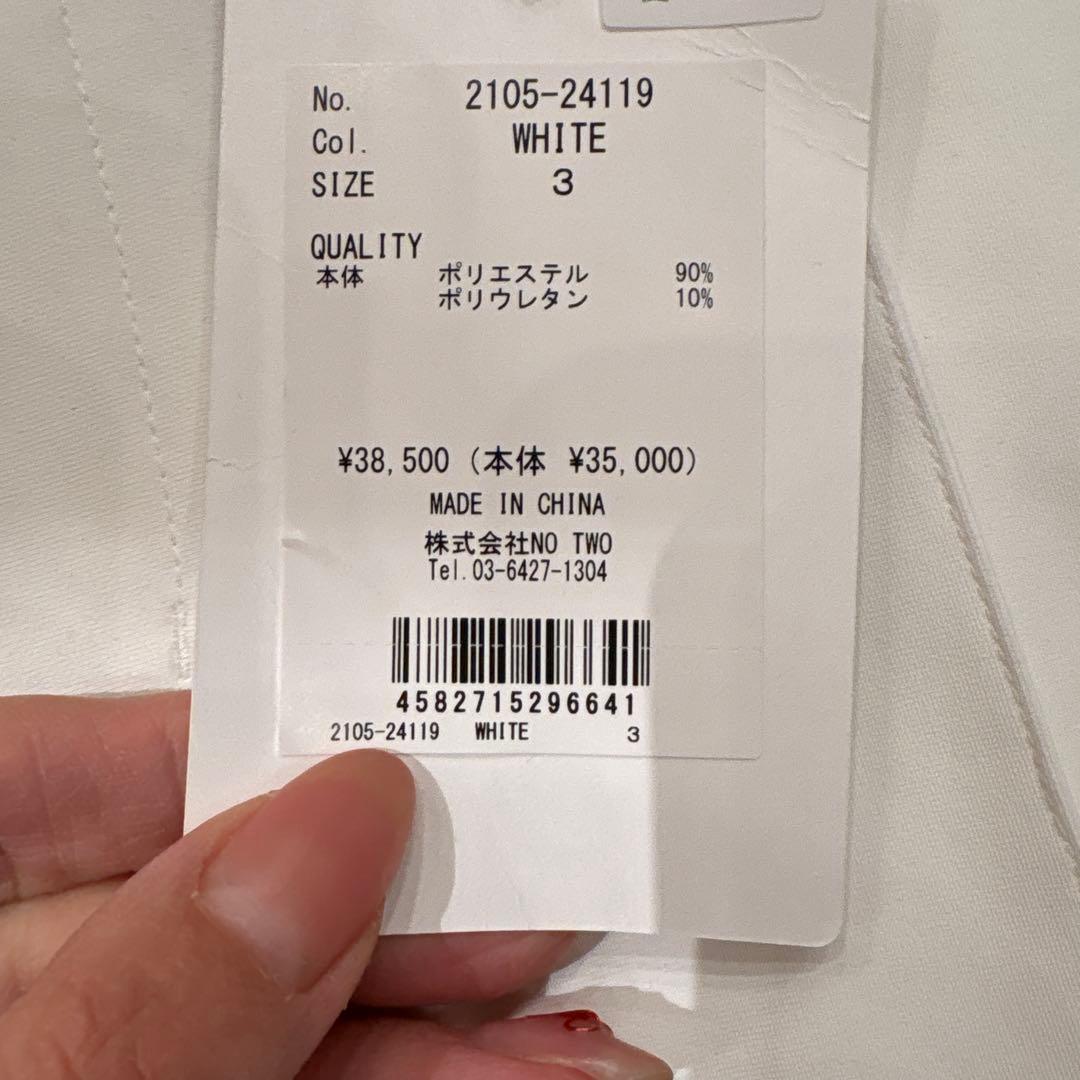 No. 2105-24119
Col. WHITE
SIZE 3
QUALITY
本体 ポリエステル 90%
ポリウレタン 10%
¥38,500 (本体 ¥35,000)
MADE IN CHINA
株式会社NO TWO
Tel.03-6427-1304
4582715296641
2105-24119 WHITE 3